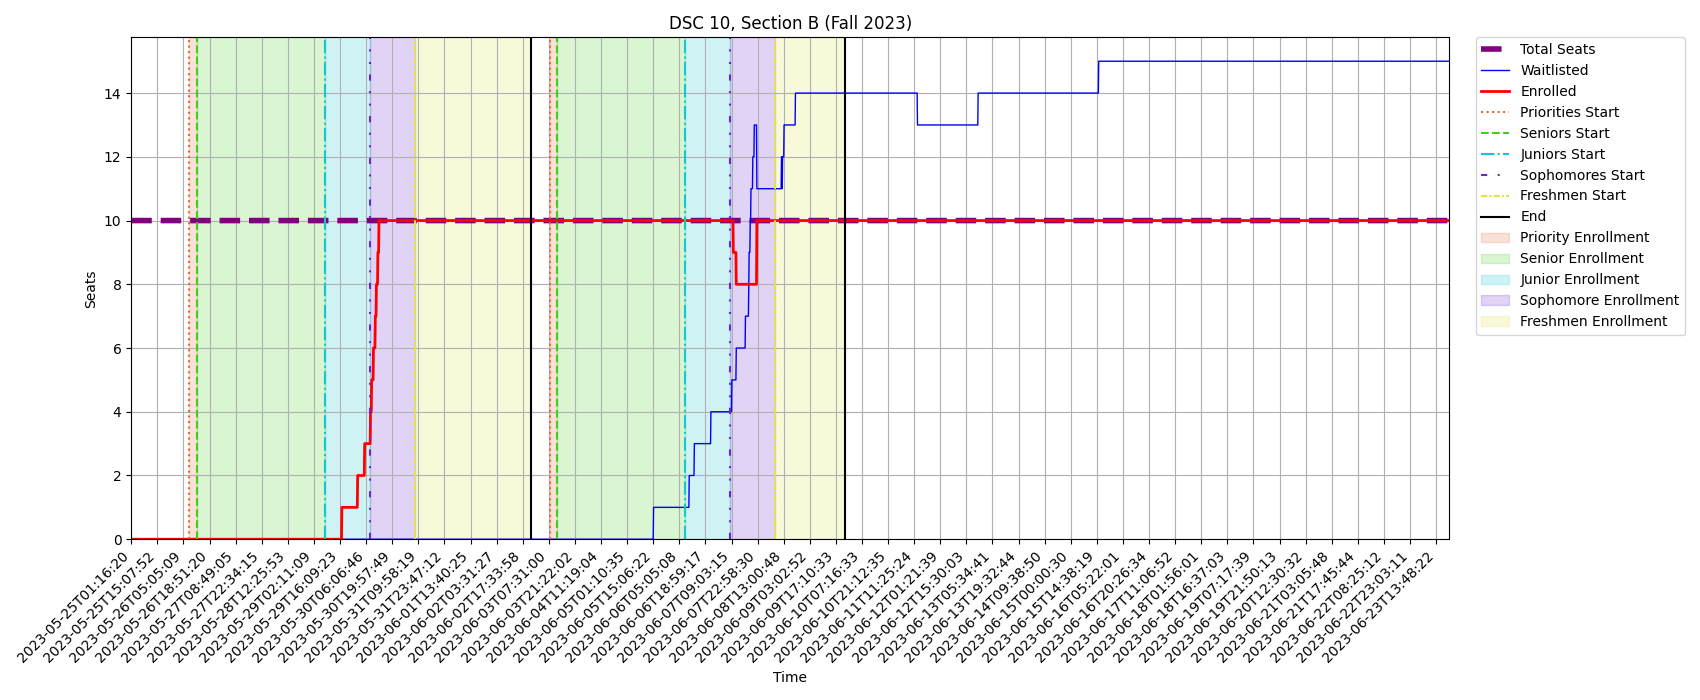 DSC 10, Section B (Fall 2023)
Seats
14
12
10
8
6
4
2
0
2023-05-25T01:16:20
2023-05-25T15:07:52
2023-05-26T05:05:09
2023-05-26T18:51:20
2023-05-27T08:49:05
2023-05-27T22:34:15
2023-05-28T12:25:53
2023-05-29T02:11:09
2023-05-29T16:09:23
2023-05-30T06:06:46
2023-05-30T19:57:49
2023-05-31T09:58:19
2023-05-31T23:47:12
2023-06-01T13:40:25
2023-06-02T03:31:27
2023-06-02T17:33:58
2023-06-03T07:31:00
2023-06-03T21:22:02
2023-06-04T11:19:04
2023-06-05T01:10:35
2023-06-05T15:06:22
2023-06-06T05:05:08
2023-06-06T18:59:17
2023-06-07T09:03:15
2023-06-07T22:58:30
2023-06-08T13:00:48
2023-06-09T03:02:52
2023-06-09T17:10:33
2023-06-10T07:16:33
2023-06-10T21:12:35
2023-06-11T11:25:24
2023-06-12T01:21:39
2023-06-12T15:30:03
2023-06-13T05:34:41
2023-06-13T19:32:44
2023-06-14T09:38:50
2023-06-15T00:00:30
2023-06-15T14:38:19
2023-06-16T05:22:01
2023-06-16T20:26:34
2023-06-17T11:06:52
2023-06-18T01:56:01
2023-06-18T16:37:03
2023-06-19T07:17:39
2023-06-19T21:50:13
2023-06-20T12:30:32
2023-06-21T03:05:48
2023-06-21T17:45:44
2023-06-22T08:25:12
2023-06-22T23:03:11
2023-06-23T13:48:22
Time
Total Seats
Waitlisted
Enrolled
Priorities Start
Seniors Start
Juniors Start
Sophomores Start
Freshmen Start
End
Priority Enrollment
Senior Enrollment
Junior Enrollment
Sophomore Enrollment
Freshmen Enrollment